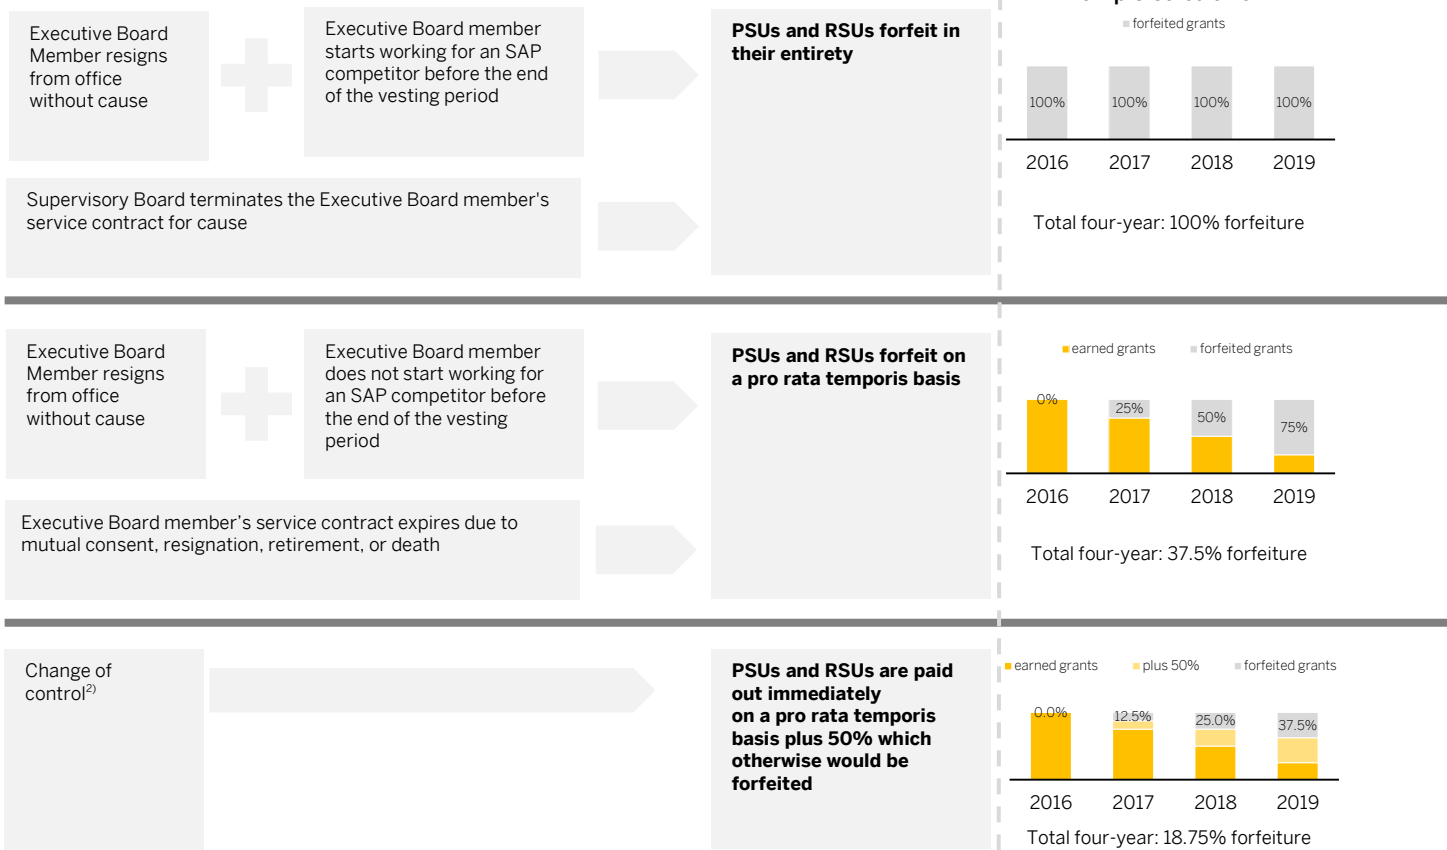 forfeited grants
Executive Board
Member resigns
from office
without cause
Executive Board member
starts working for an SAP
competitor before the end
of the vesting period
PSUs and RSUs forfeit in
their entirety
100%
100%
100%
100%
2016
2017
2018
2019
Supervisory Board terminates the Executive Board member's
service contract for cause
Total four-year: 100% forfeiture
Executive Board
Member resigns
from office
without cause
Executive Board member
does not start working for
an SAP competitor before
the end of the vesting
period
PSUs and RSUs forfeit on
a pro rata temporis basis
earned grants
forfeited grants
0%
25%
50%
75%
2016
2017
2018
2019
Executive Board member’s service contract expires due to
mutual consent, resignation, retirement, or death
Total four-year: 37.5% forfeiture
Change of
control2)
PSUs and RSUs are paid
out immediately
on a pro rata temporis
basis plus 50% which
otherwise would be
forfeited
earned grants
plus 50%
forfeited grants
0.0%
12.5%
25.0%
37.5%
2016
2017
2018
2019
Total four-year: 18.75% forfeiture